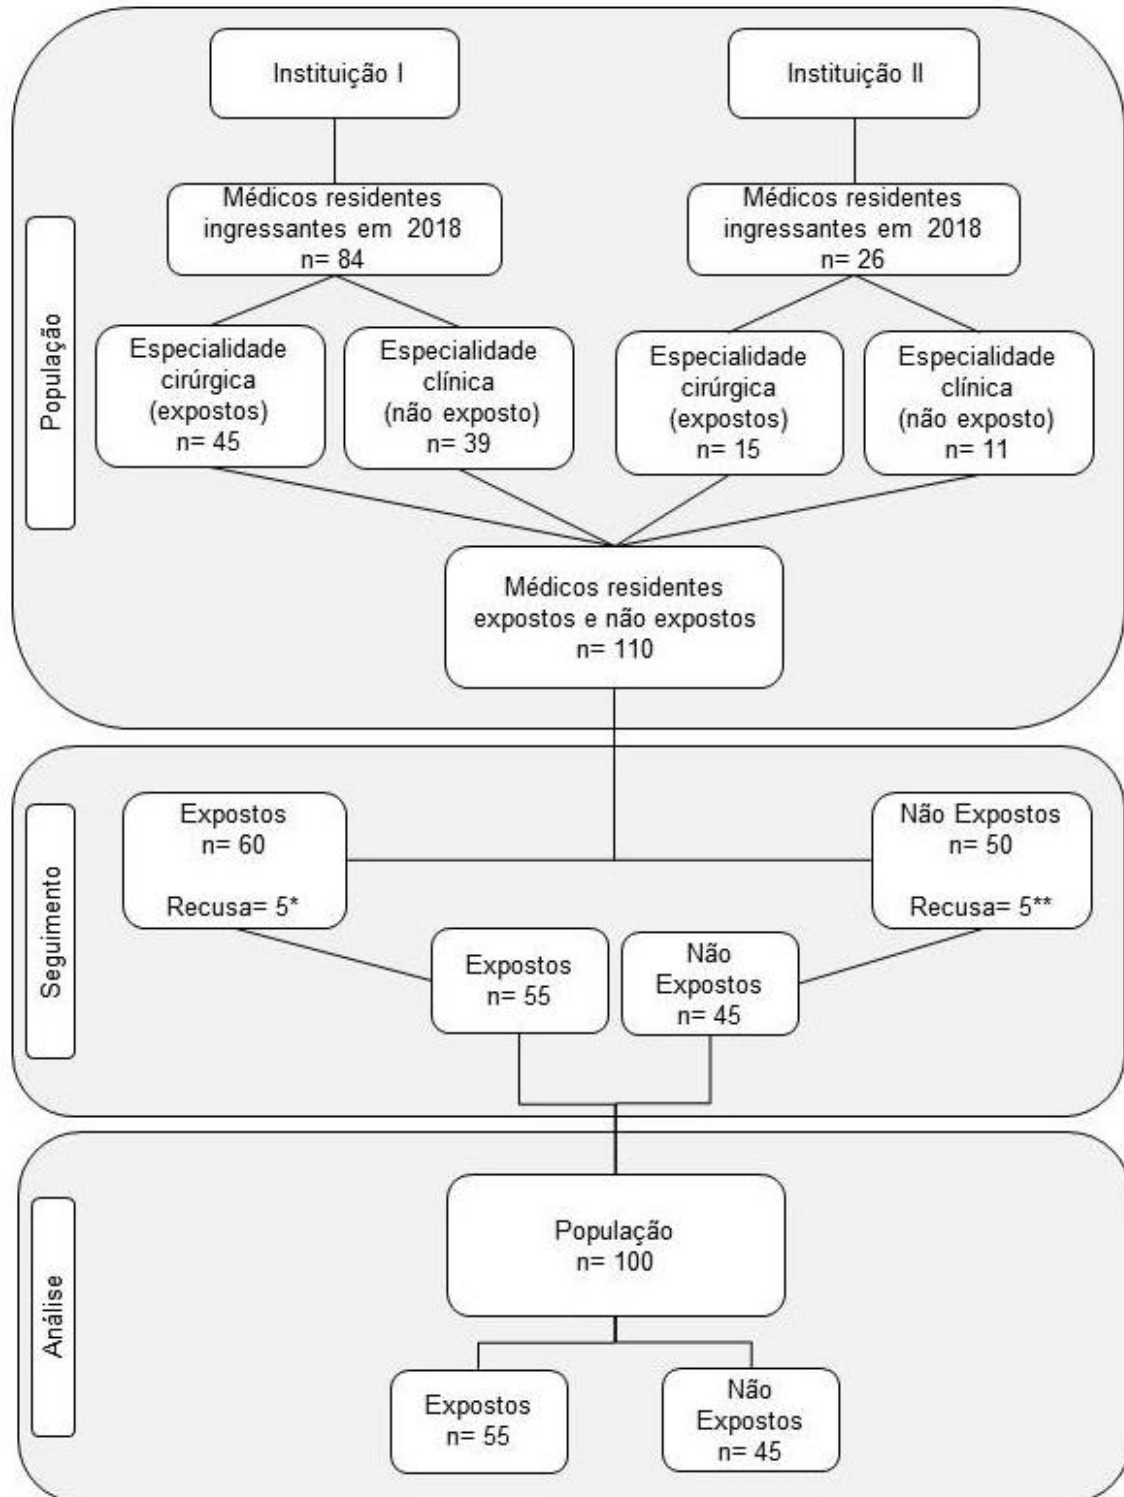 Instituição I
Instituição II
Médicos residentes
ingressantes em 2018
n= 84
Médicos residentes
ingressantes em 2018
n= 26
População
Especialidade
cirúrgica
(expostos)
n= 45
Especialidade
clínica
(não exposto)
n= 39
Especialidade
cirúrgica
(expostos)
n= 15
Especialidade
clínica
(não exposto)
n= 11
Médicos residentes
expostos e não expostos
n= 110
Seguimento
Expostos
n= 60
Recusa= 5*
Não Expostos
n= 50
Recusa= 5**
Expostos
n= 55
Não
Expostos
n= 45
Análise
População
n= 100
Expostos
n= 55
Não
Expostos
n= 45